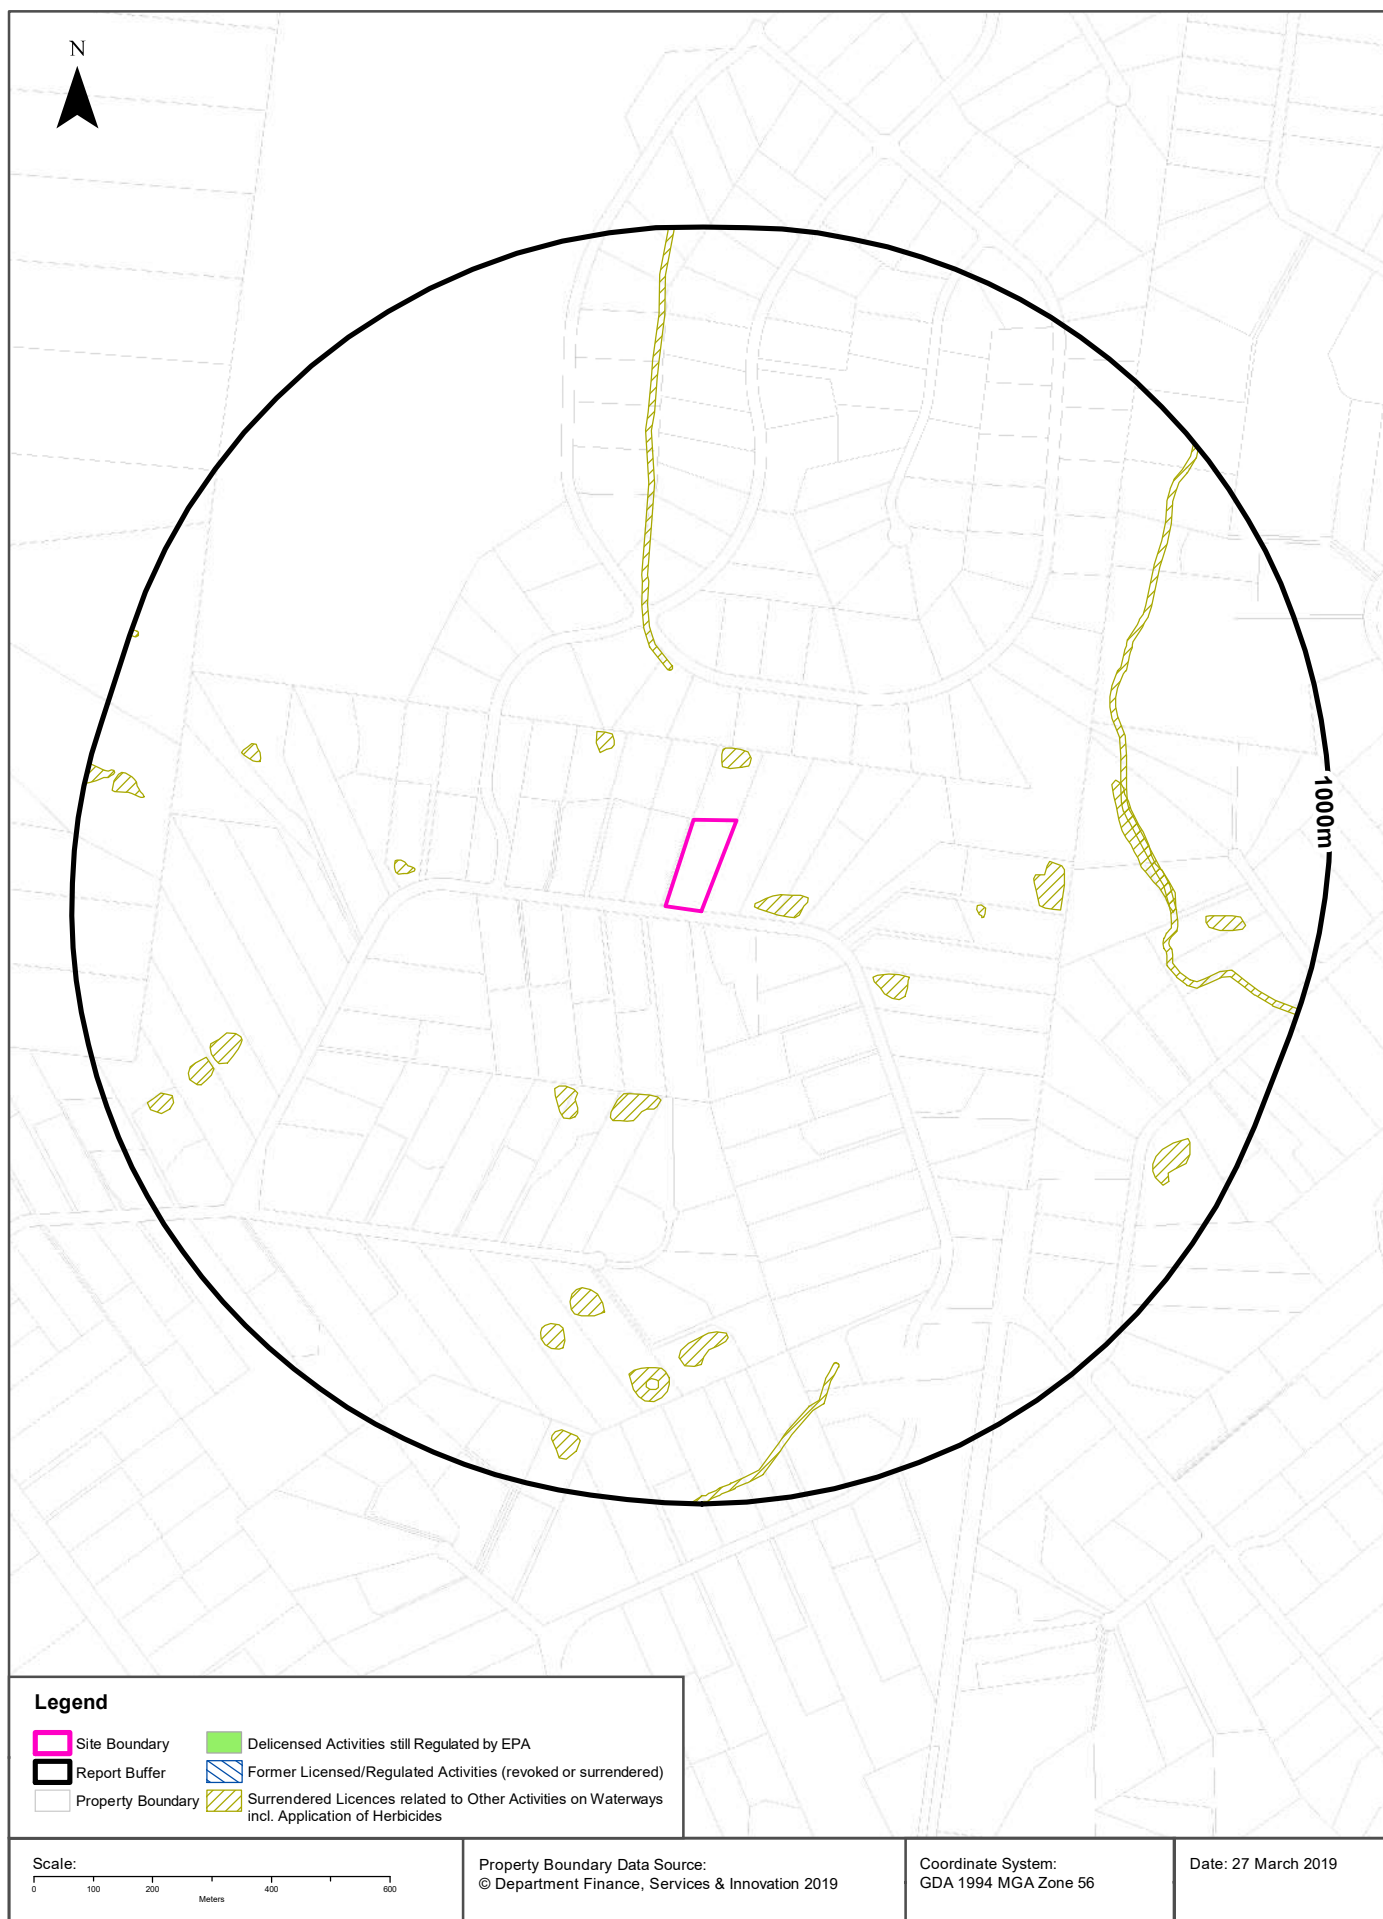 N
1000m
Legend
Site Boundary
Report Buffer
Property Boundary
Delicensed Activities still Regulated by EPA
Former Licensed/Regulated Activities (revoked or surrendered)
Surrendered Licences related to Other Activities on Waterways
incl. Application of Herbicides
Scale:
0 100 200 400 600
Meters
Property Boundary Data Source:
© Department Finance, Services & Innovation 2019
Coordinate System:
GDA 1994 MGA Zone 56
Date: 27 March 2019